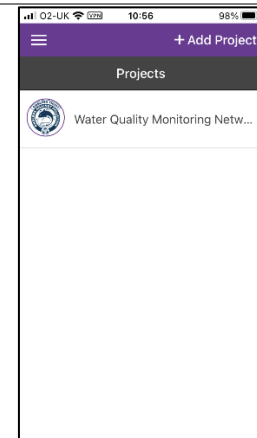 O2-UK VPN 10:56 98%
+ Add Project
Projects
Water Quality Monitoring Netw...